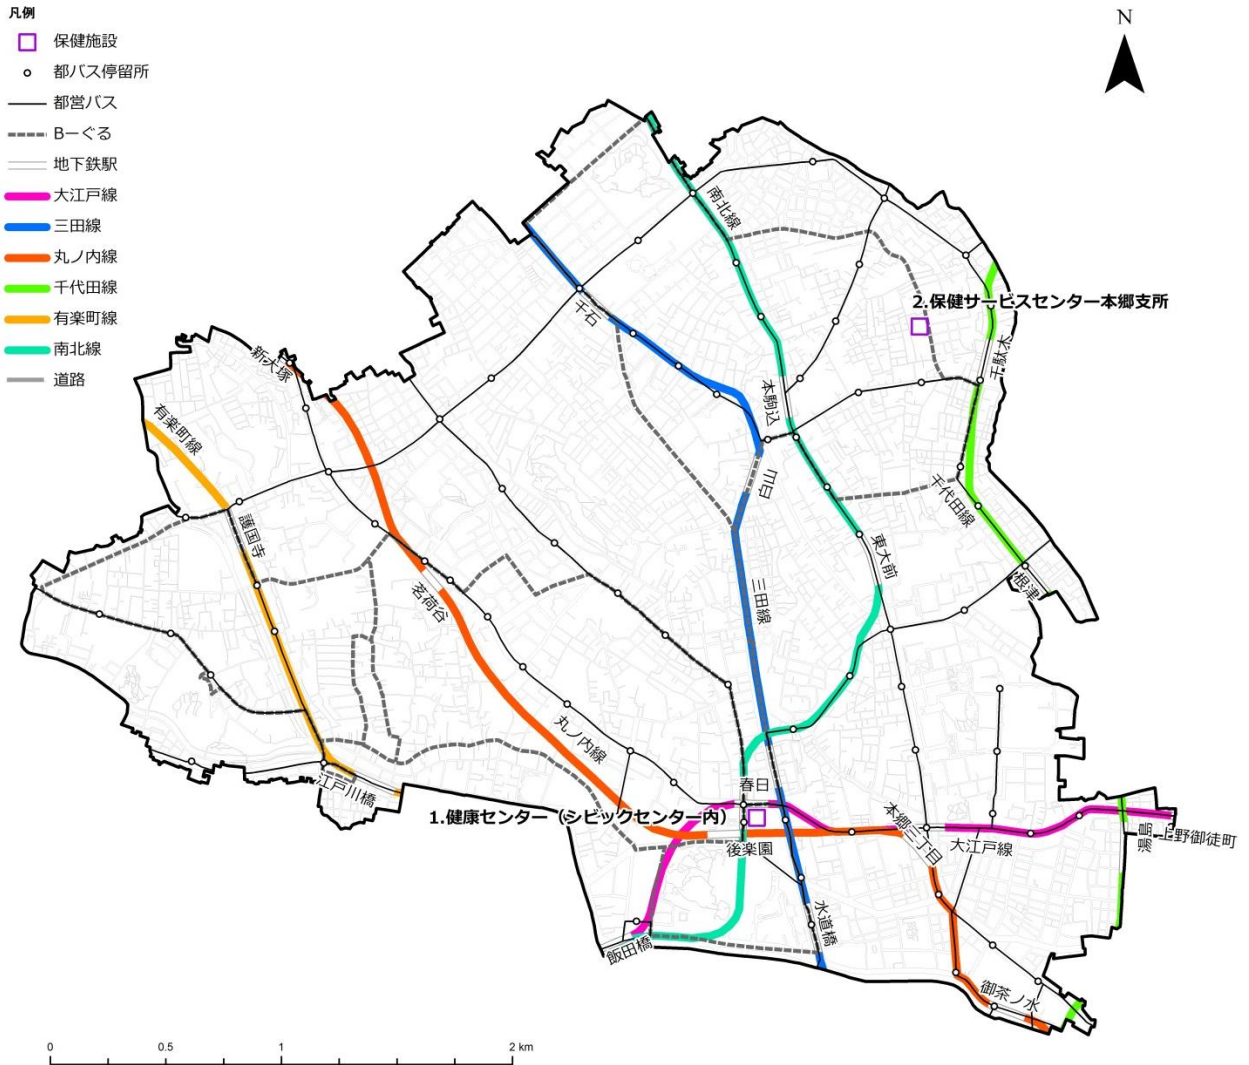 凡例
保健施設
都バス停留所
都営バス
Bーぐる
地下鉄駅
大江戸線
三田線
丸ノ内線
千代田線
有楽町線
南北線
道路
N
南北線
2.保健サービスセンター本郷支所
千石
千駄木
新大塚
本駒込
有楽町線
白山
千代田線
護国寺
東大前
根津
茗荷谷
三田線
丸ノ内線
江戸川橋
春日
1.健康センター（シビックセンター内）
本郷三丁目
後楽園
大江戸線
湯島
上野御徒町
水道橋
飯田橋
御茶ノ水
0 0.5 1 2 km